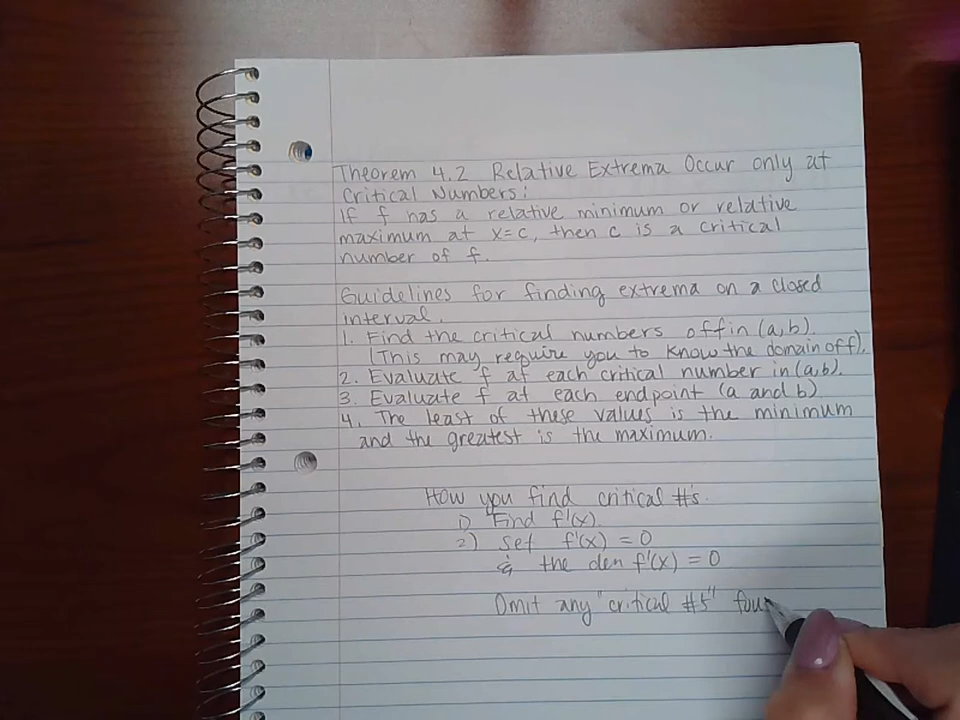 Theorem 4.2 Relative Extrema Occur only at
Critical Numbers:
If f has a relative minimum or relative
maximum at x=c, then c is a critical
number of f.
Guidelines for finding extrema on a closed
interval.
1. Find the critical numbers of f in (a,b).
(This may require you to know the domain of f).
2. Evaluate f at each critical number in (a,b).
3. Evaluate f at each endpoint (a and b)
4. The least of these values is the minimum
and the greatest is the maximum.
How you find critical #s.
1) Find f'(x).
2) set f'(x) = 0
& the den f'(x) = 0
Omit any "critical #s" fou